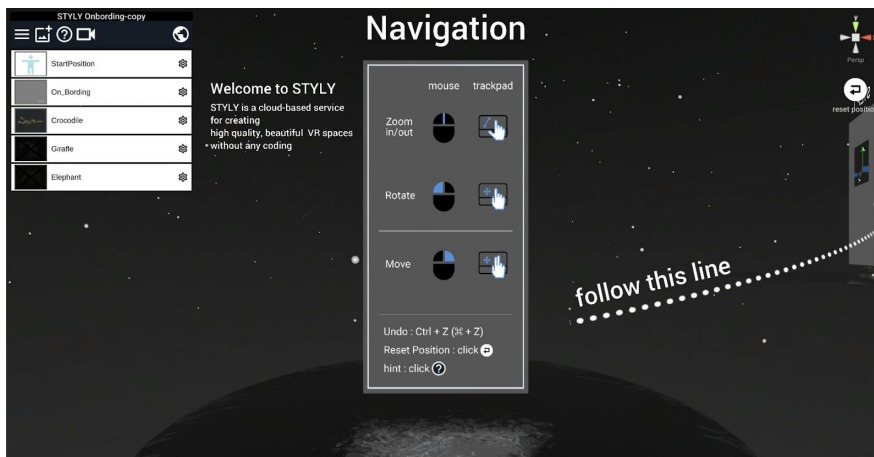 STYLY Onbording-copy
StartPosition
On_Bording
Crocodile
Giraffe
Elephant
Welcome to STYLY
STYLY is a cloud-based service
for creating
high quality, beautiful VR spaces
without any coding
Navigation
mouse trackpad
Zoom
in/out
Rotate
Move
Undo : Ctrl + Z (⌘ + Z)
Reset Position : click
hint : click ?
follow this line
y
Persp
reset position